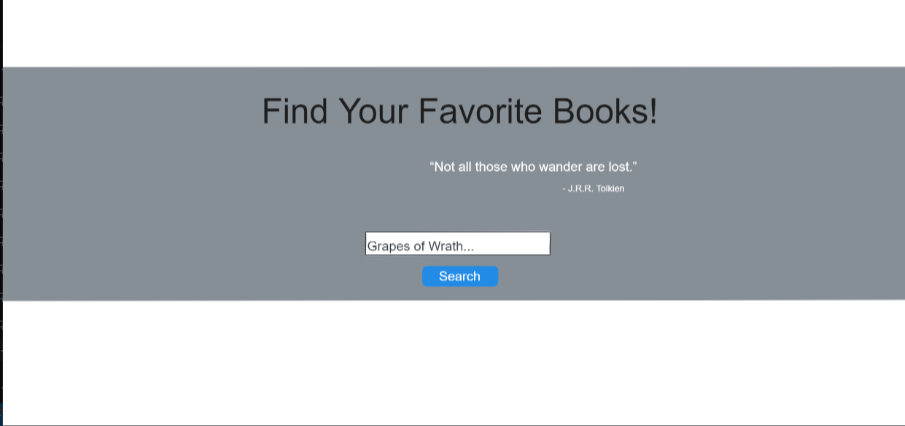 Find Your Favorite Books!
"Not all those who wander are lost."
- J.R.R. Tolkien
Grapes of Wrath...
Search